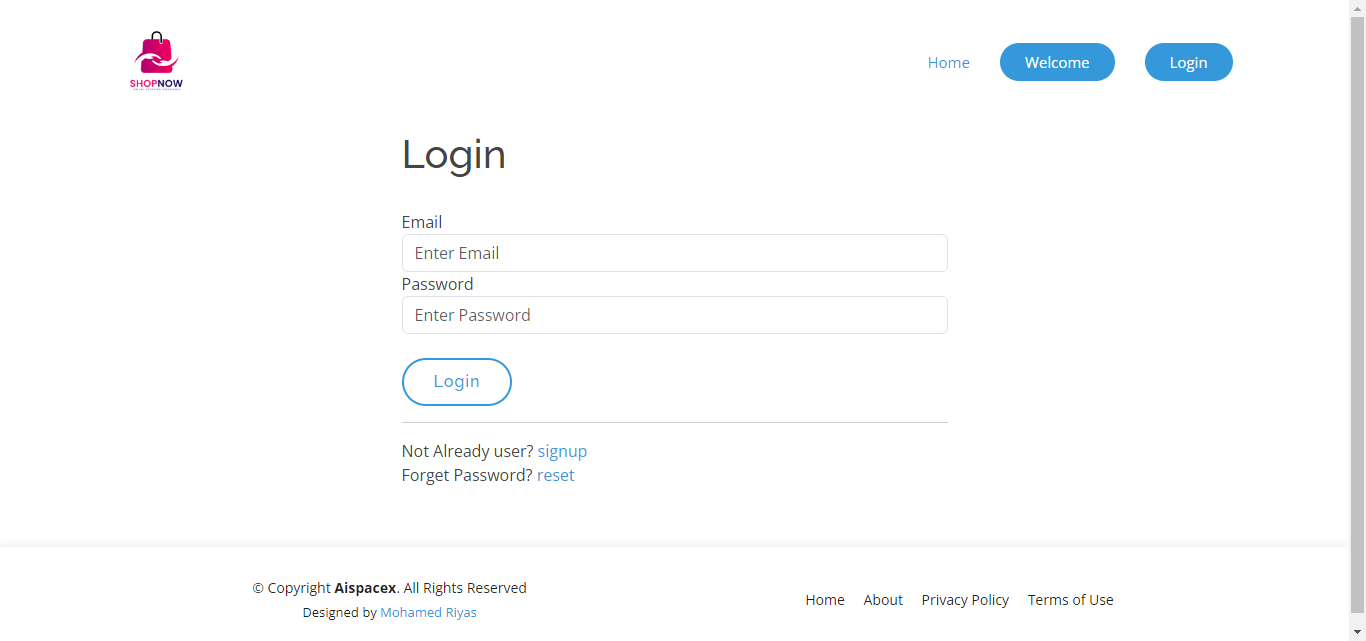 SHOPNOW
Home
Welcome
Login
Login
Email
Enter Email
Password
Enter Password
Login
Not Already user? signup
Forget Password? reset
© Copyright Aispacex. All Rights Reserved
Designed by Mohamed Riyas
Home
About
Privacy Policy
Terms of Use